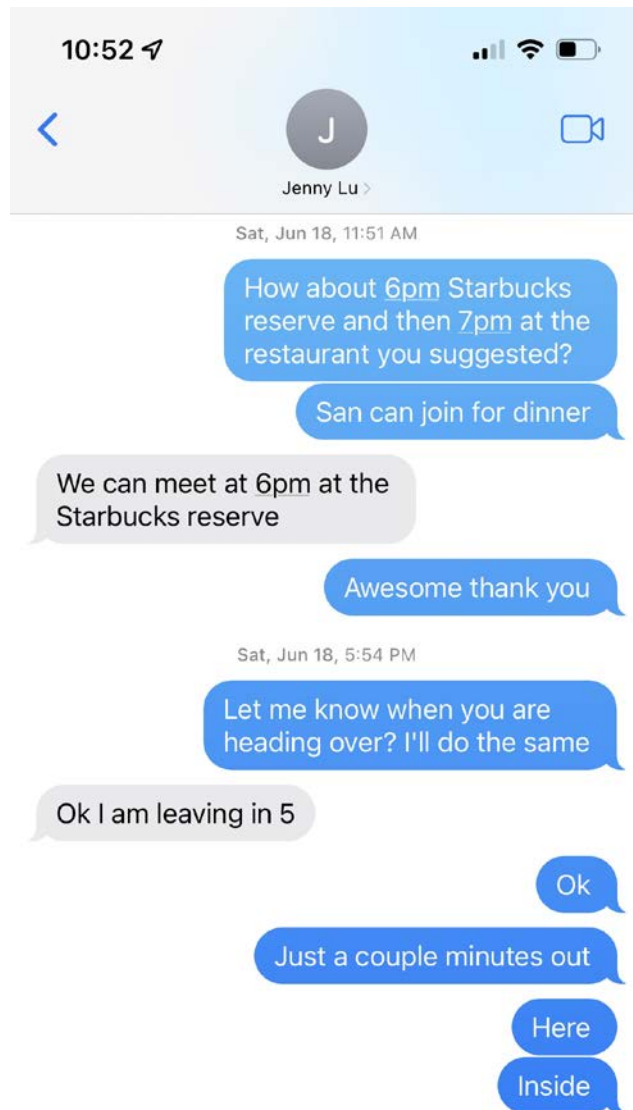 10:52
J
Jenny Lu >
Sat, Jun 18, 11:51 AM
How about 6pm Starbucks
reserve and then 7pm at the
restaurant you suggested?
San can join for dinner
We can meet at 6pm at the
Starbucks reserve
Awesome thank you
Sat, Jun 18, 5:54 PM
Let me know when you are
heading over? I'll do the same
Ok I am leaving in 5
Ok
Just a couple minutes out
Here
Inside